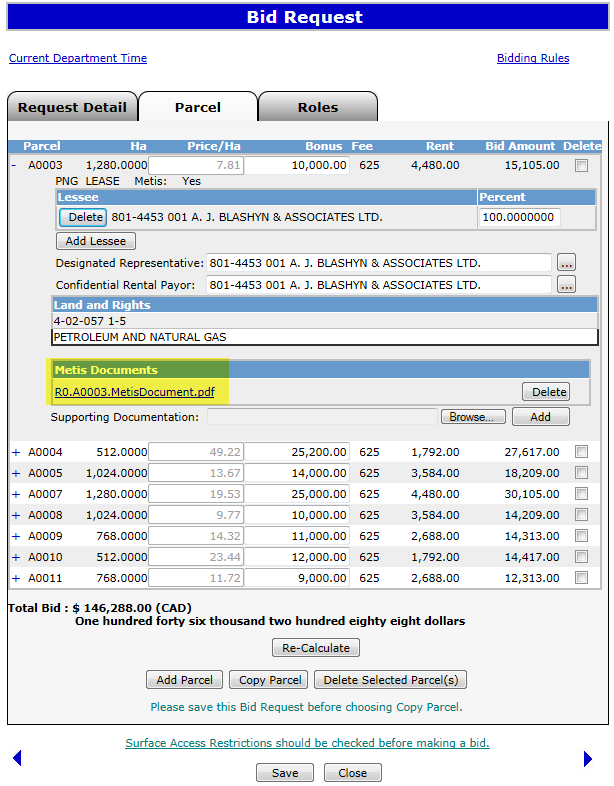 Bid Request
Current Department Time Bidding Rules
Request Detail Parcel Roles
Parcel Ha Price/Ha Bonus Fee Rent Bid Amount Delete
- A0003 1,280.0000 7.81 10,000.00 625 4,480.00 15,105.00
PNG LEASE Metis: Yes
Lessee Percent
Delete 801-4453 001 A. J. BLASHYN & ASSOCIATES LTD. 100.0000000
Add Lessee
Designated Representative: 801-4453 001 A. J. BLASHYN & ASSOCIATES LTD. ...
Confidential Rental Payor: 801-4453 001 A. J. BLASHYN & ASSOCIATES LTD. ...
Land and Rights
4-02-057 1-5
PETROLEUM AND NATURAL GAS
Metis Documents
R0.A0003.MetisDocument.pdf Delete
Supporting Documentation: Browse... Add
+ A0004 512.0000 49.22 25,200.00 625 1,792.00 27,617.00
+ A0005 1,024.0000 13.67 14,000.00 625 3,584.00 18,209.00
+ A0007 1,280.0000 19.53 25,000.00 625 4,480.00 30,105.00
+ A0008 1,024.0000 9.77 10,000.00 625 3,584.00 14,209.00
+ A0009 768.0000 14.32 11,000.00 625 2,688.00 14,313.00
+ A0010 512.0000 23.44 12,000.00 625 1,792.00 14,417.00
+ A0011 768.0000 11.72 9,000.00 625 2,688.00 12,313.00
Total Bid : $ 146,288.00 (CAD)
One hundred forty six thousand two hundred eighty eight dollars
Re-Calculate
Add Parcel Copy Parcel Delete Selected Parcel(s)
Please save this Bid Request before choosing Copy Parcel.
Surface Access Restrictions should be checked before making a bid.
Save Close